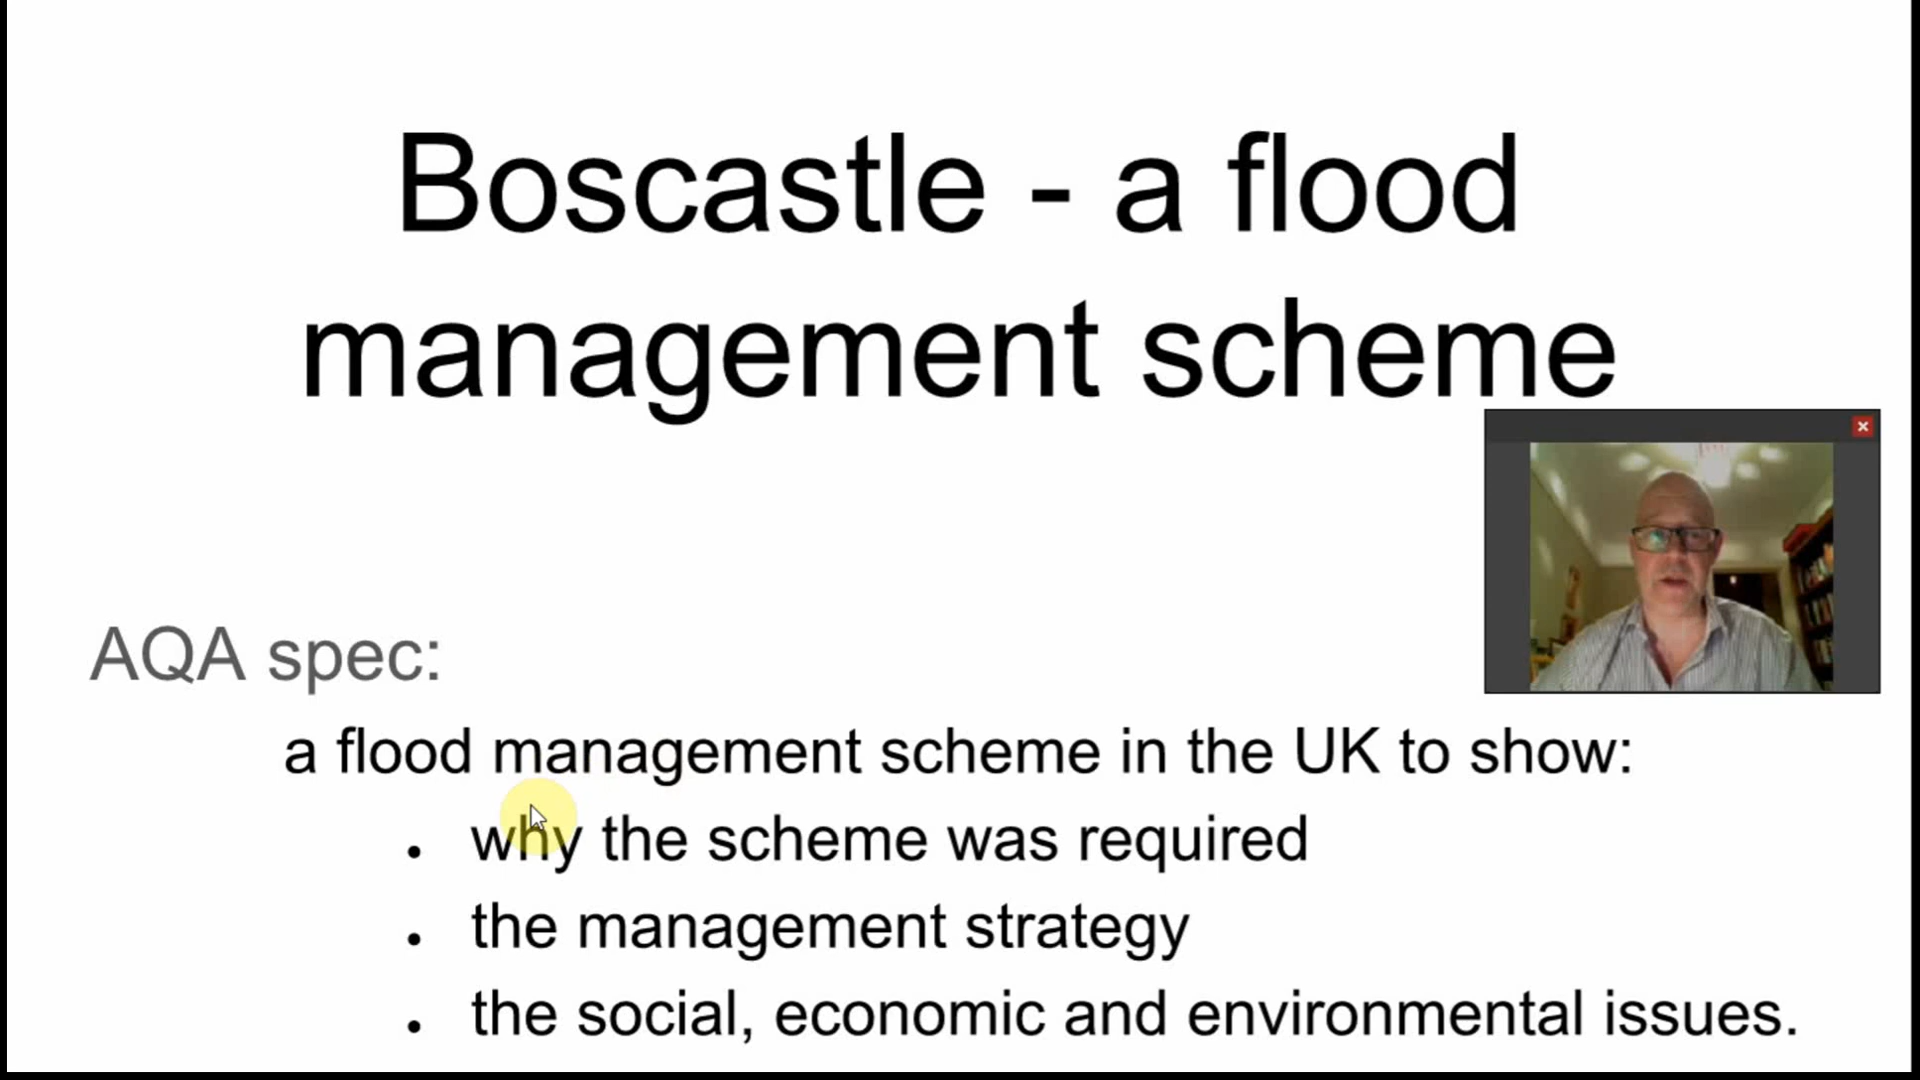 Boscastle - a flood
management scheme
AQA spec:
a flood management scheme in the UK to show:
• why the scheme was required
• the management strategy
• the social, economic and environmental issues.